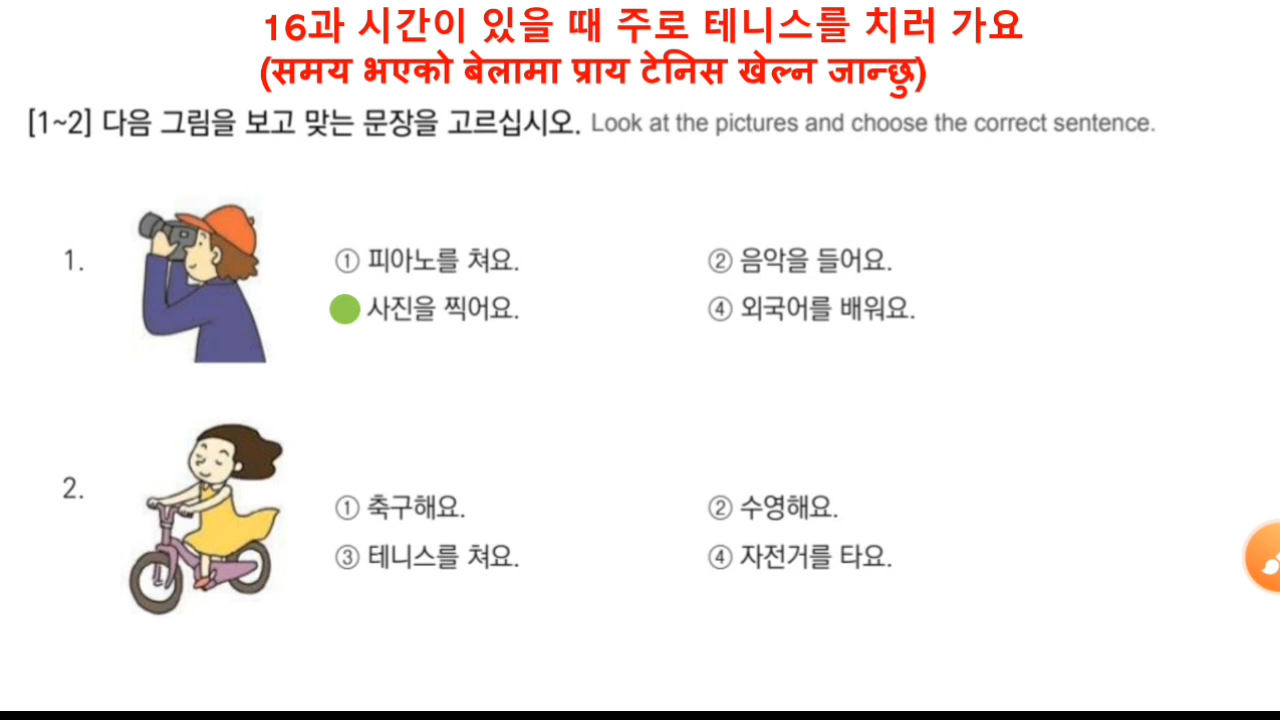 16과 시간이 있을 때 주로 테니스를 치러 가요
(समय भएको बेलामा प्राय टेनिस खेल्न जान्छु)
[1~2] 다음 그림을 보고 맞는 문장을 고르십시오. Look at the pictures and choose the correct sentence.
1.
① 피아노를 쳐요. ② 음악을 들어요.
사진을 찍어요. ④ 외국어를 배워요.
2.
① 축구해요. ② 수영해요.
③ 테니스를 쳐요. ④ 자전거를 타요.